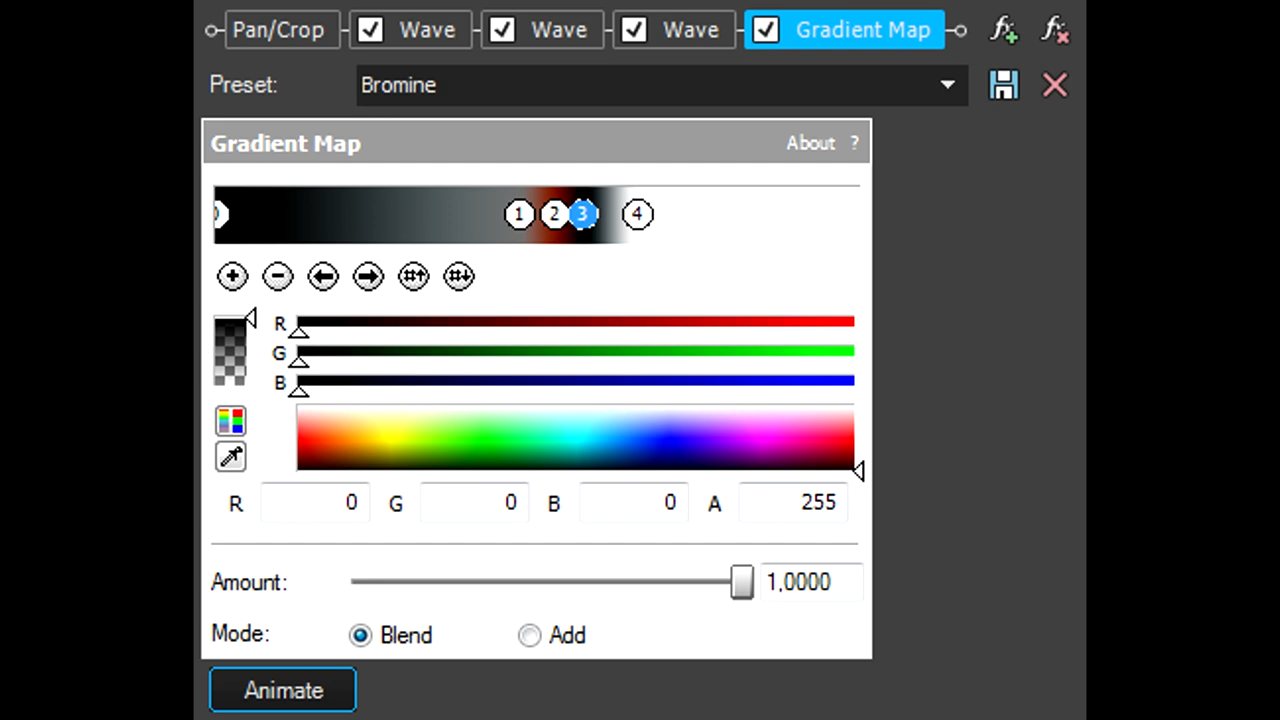 Pan/Crop Wave Wave Wave Gradient Map
Preset: Bromine
Gradient Map About ?
1 2 3 4
R
G
B
R 0 G 0 B 0 A 255
Amount: 1,0000
Mode: Blend Add
Animate